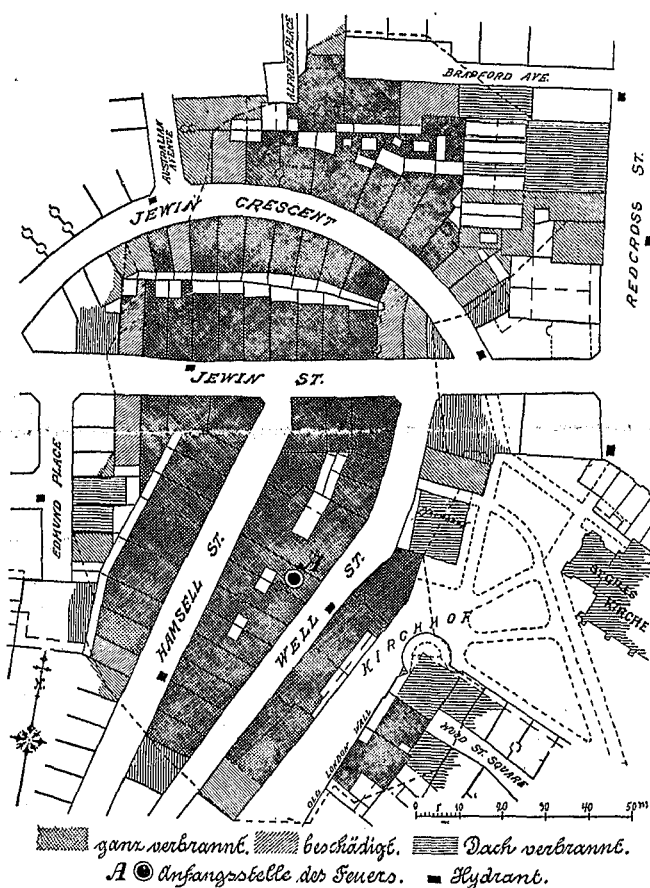 ALFREDS PLACE
BRADFORD AVE.
AUSTRALIAN
AVENUE
JEWIN CRESCENT
REDCROSS ST.
JEWIN ST.
EDMUND PLACE
HAMSELL ST.
A
WELL ST.
KIRCHHOF
ST. GILES
KIRCHE
OLD LONDON WALL
NORD ST. SQUARE
0 5 10 20 30 40 50m
ganz verbrannt. beschädigt. Dach verbrannt.
A Anfangsstelle des Feuers. Hydrant.